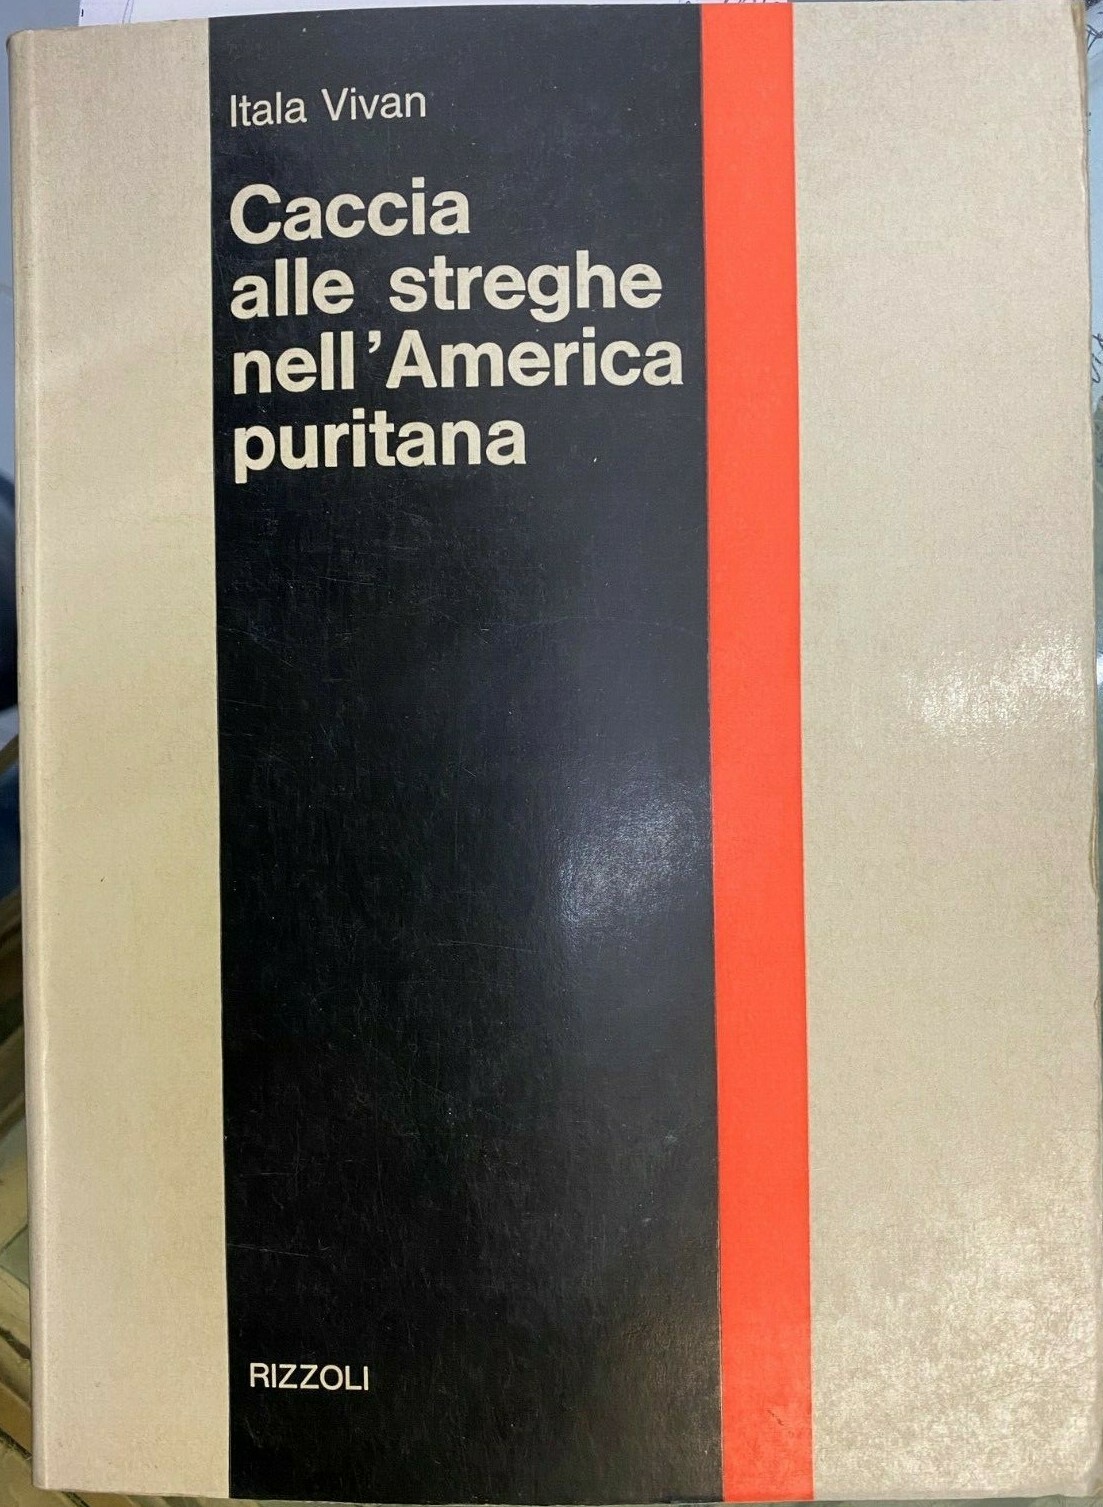 Itala Vivan
Caccia
alle streghe
nell'America
puritana
RIZZOLI